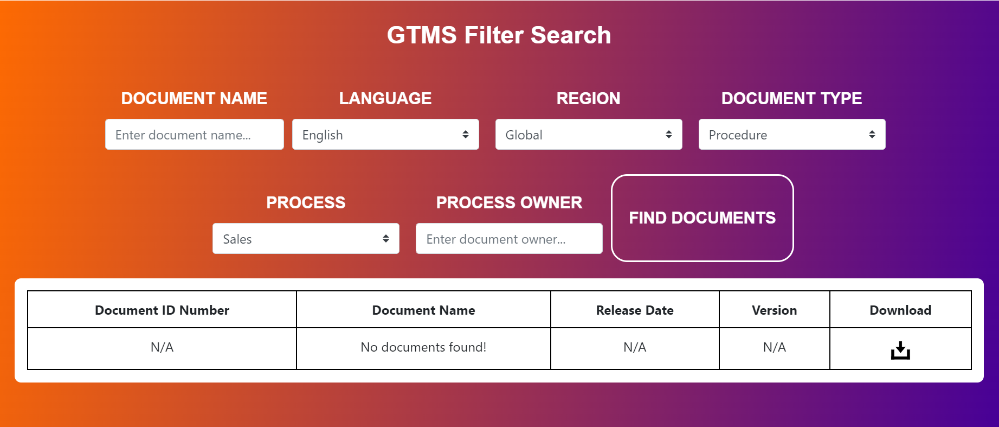 GTMS Filter Search
DOCUMENT NAME
LANGUAGE
REGION
DOCUMENT TYPE
Enter document name...
English
Global
Procedure
PROCESS
PROCESS OWNER
FIND DOCUMENTS
Sales
Enter document owner...
Document ID Number
Document Name
Release Date
Version
Download
N/A
No documents found!
N/A
N/A